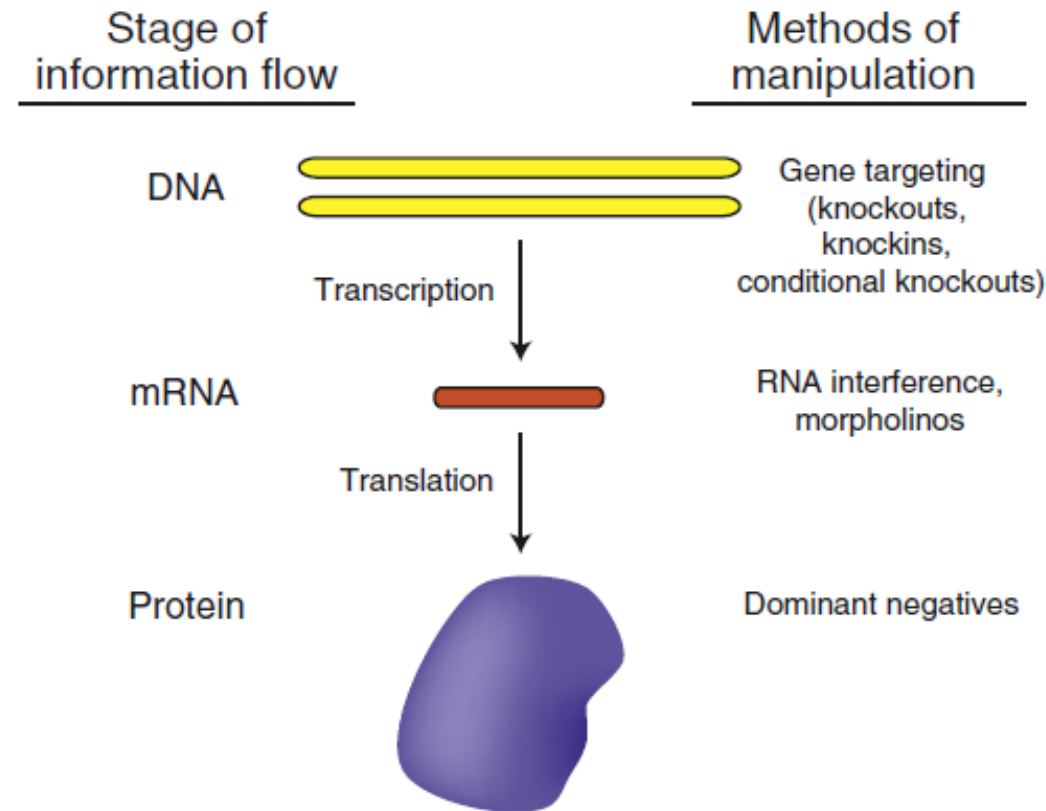 Stage of
information flow
Methods of
manipulation
DNA
Gene targeting
(knockouts,
knockins,
conditional knockouts)
Transcription
mRNA
RNA interference,
morpholinos
Translation
Protein
Dominant negatives